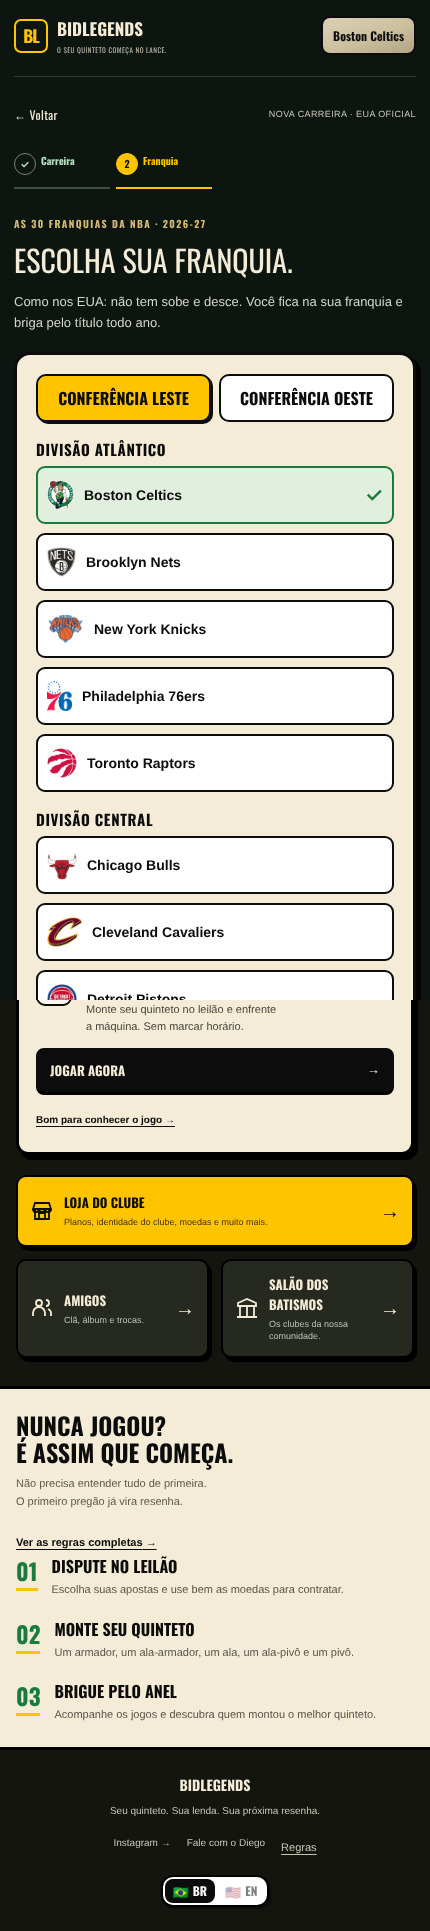 BL
BIDLEGENDS
O SEU QUINTETO COMEÇA NO LANCE.
Boston Celtics
← Voltar
NOVA CARREIRA · EUA OFICIAL
Carreira
2
Franquia
AS 30 FRANQUIAS DA NBA · 2026-27
ESCOLHA SUA FRANQUIA.
Como nos EUA: não tem sobe e desce. Você fica na sua franquia e
briga pelo título todo ano.
CONFERÊNCIA LESTE
CONFERÊNCIA OESTE
DIVISÃO ATLÂNTICO
Boston Celtics
NETS
B
Brooklyn Nets
New York Knicks
76
Philadelphia 76ers
Toronto Raptors
DIVISÃO CENTRAL
Chicago Bulls
C
Cleveland Cavaliers
Detroit Pistons
Monte seu quinteto no leilão e enfrente
a máquina. Sem marcar horário.
JOGAR AGORA →
Bom para conhecer o jogo →
LOJA DO CLUBE
Planos, identidade do clube, moedas e muito mais.
→
AMIGOS
Clã, álbum e trocas.
→
SALÃO DOS
BATISMOS
Os clubes da nossa
comunidade.
→
NUNCA JOGOU?
É ASSIM QUE COMEÇA.
Não precisa entender tudo de primeira.
O primeiro pregão já vira resenha.
Ver as regras completas →
01
DISPUTE NO LEILÃO
Escolha suas apostas e use bem as moedas para contratar.
02
MONTE SEU QUINTETO
Um armador, um ala-armador, um ala, um ala-pivô e um pivô.
03
BRIGUE PELO ANEL
Acompanhe os jogos e descubra quem montou o melhor quinteto.
BIDLEGENDS
Seu quinteto. Sua lenda. Sua próxima resenha.
Instagram →
Fale com o Diego
Regras
BR
EN